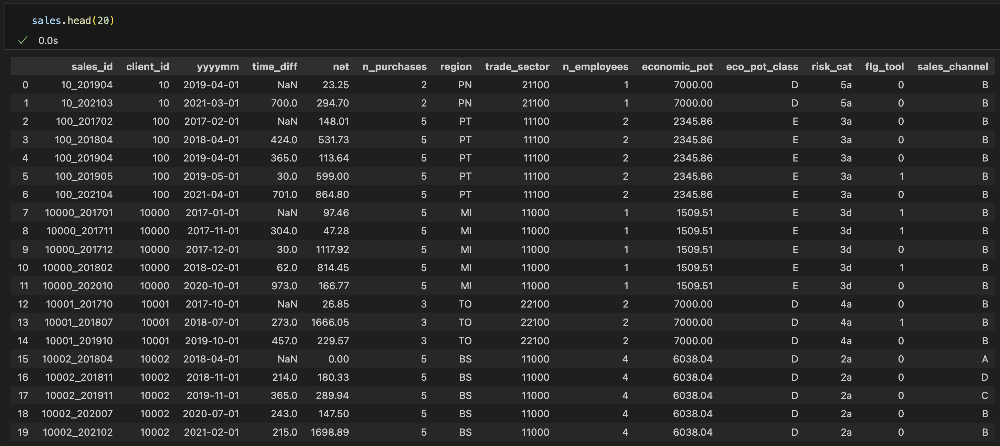 sales.head(20)
0.0s
sales_id client_id yyyymm time_diff net n_purchases region trade_sector n_employees economic_pot eco_pot_class risk_cat flg_tool sales_channel
0 10_201904 10 2019-04-01 NaN 23.25 2 PN 21100 1 7000.00 D 5a 0 B
1 10_202103 10 2021-03-01 700.0 294.70 2 PN 21100 1 7000.00 D 5a 0 B
2 100_201702 100 2017-02-01 NaN 148.01 5 PT 11100 2 2345.86 E 3a 0 B
3 100_201804 100 2018-04-01 424.0 531.73 5 PT 11100 2 2345.86 E 3a 0 B
4 100_201904 100 2019-04-01 365.0 113.64 5 PT 11100 2 2345.86 E 3a 0 B
5 100_201905 100 2019-05-01 30.0 599.00 5 PT 11100 2 2345.86 E 3a 1 B
6 100_202104 100 2021-04-01 701.0 864.80 5 PT 11100 2 2345.86 E 3a 0 B
7 10000_201701 10000 2017-01-01 NaN 97.46 5 MI 11000 1 1509.51 E 3d 1 B
8 10000_201711 10000 2017-11-01 304.0 47.28 5 MI 11000 1 1509.51 E 3d 1 B
9 10000_201712 10000 2017-12-01 30.0 1117.92 5 MI 11000 1 1509.51 E 3d 0 B
10 10000_201802 10000 2018-02-01 62.0 814.45 5 MI 11000 1 1509.51 E 3d 1 B
11 10000_202010 10000 2020-10-01 973.0 166.77 5 MI 11000 1 1509.51 E 3d 0 B
12 10001_201710 10001 2017-10-01 NaN 26.85 3 TO 22100 2 7000.00 D 4a 0 B
13 10001_201807 10001 2018-07-01 273.0 1666.05 3 TO 22100 2 7000.00 D 4a 1 B
14 10001_201910 10001 2019-10-01 457.0 229.57 3 TO 22100 2 7000.00 D 4a 0 B
15 10002_201804 10002 2018-04-01 NaN 0.00 5 BS 11000 4 6038.04 D 2a 0 A
16 10002_201811 10002 2018-11-01 214.0 180.33 5 BS 11000 4 6038.04 D 2a 0 D
17 10002_201911 10002 2019-11-01 365.0 289.94 5 BS 11000 4 6038.04 D 2a 0 C
18 10002_202007 10002 2020-07-01 243.0 147.50 5 BS 11000 4 6038.04 D 2a 0 B
19 10002_202102 10002 2021-02-01 215.0 1698.89 5 BS 11000 4 6038.04 D 2a 0 B